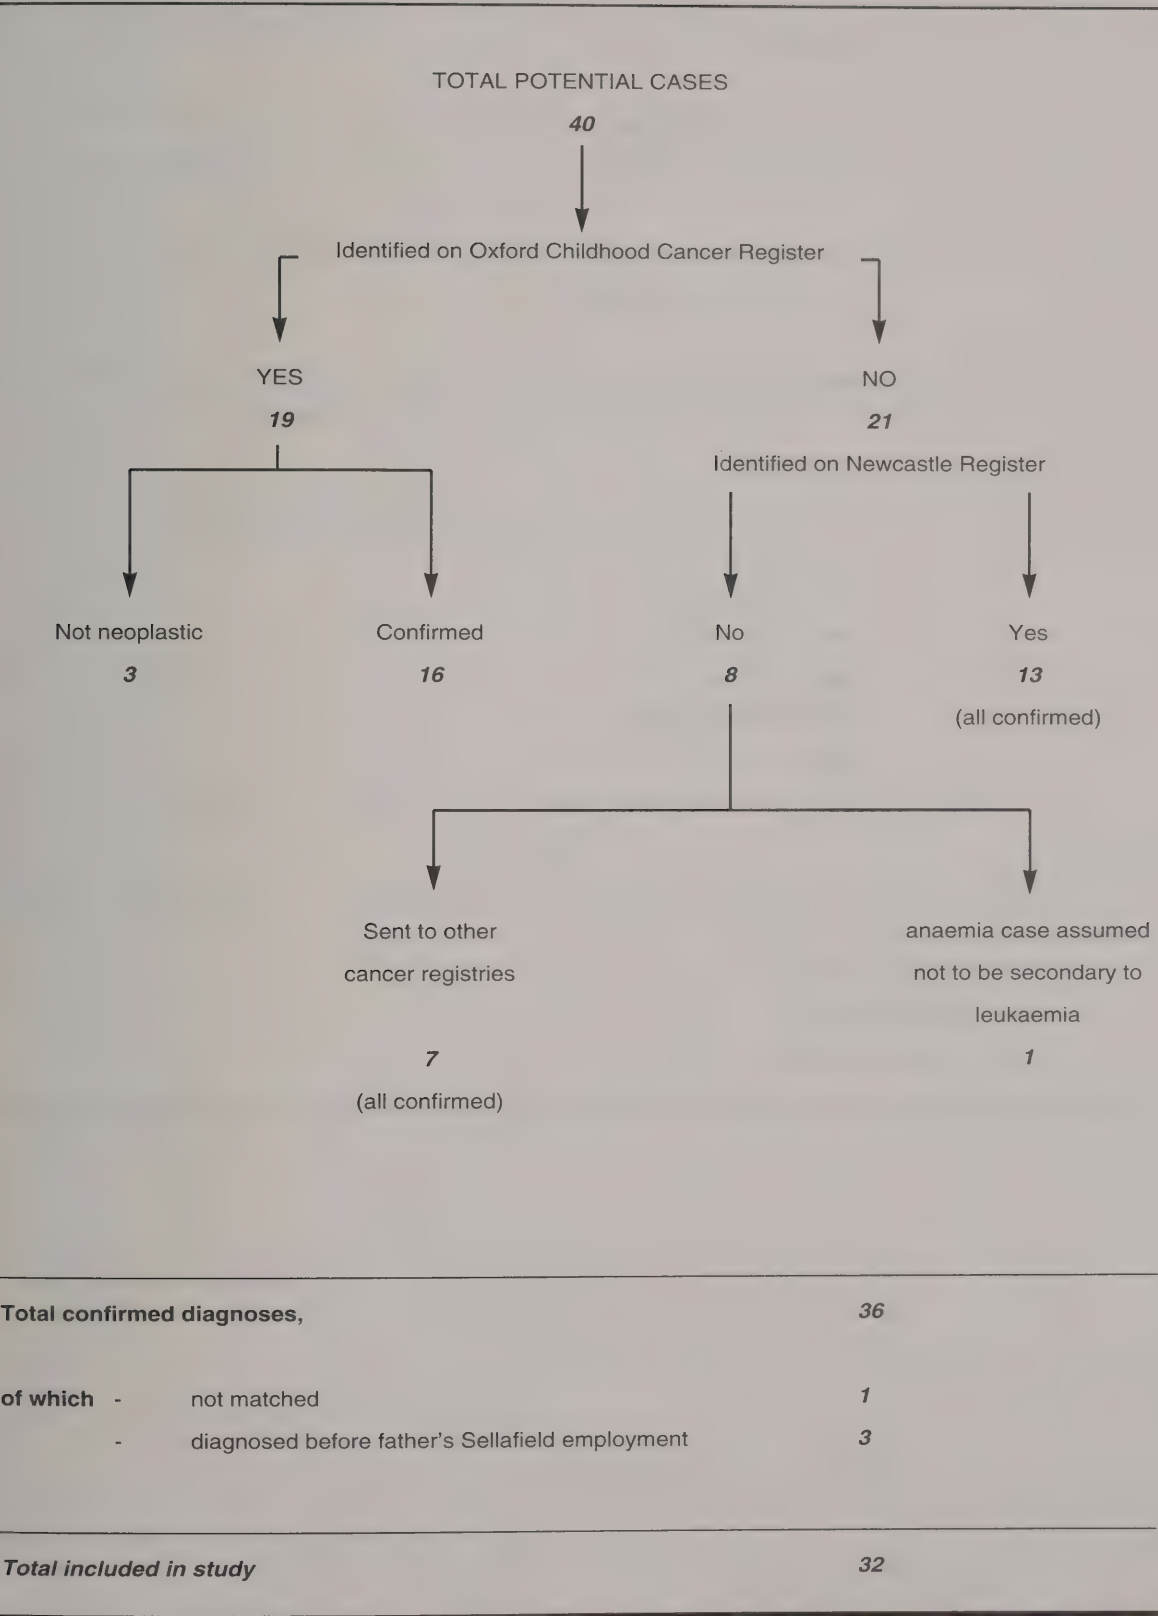 TOTAL POTENTIAL CASES
40
Identified on Oxford Childhood Cancer Register
YES NO
19 21
Identified on Newcastle Register
Not neoplastic Confirmed No Yes
3 16 8 13
(all confirmed)
Sent to other anaemia case assumed
cancer registries not to be secondary to
leukaemia
7 1
(all confirmed)
Total confirmed diagnoses, 36
of which - not matched 1
- diagnosed before father's Sellafield employment 3
Total included in study 32